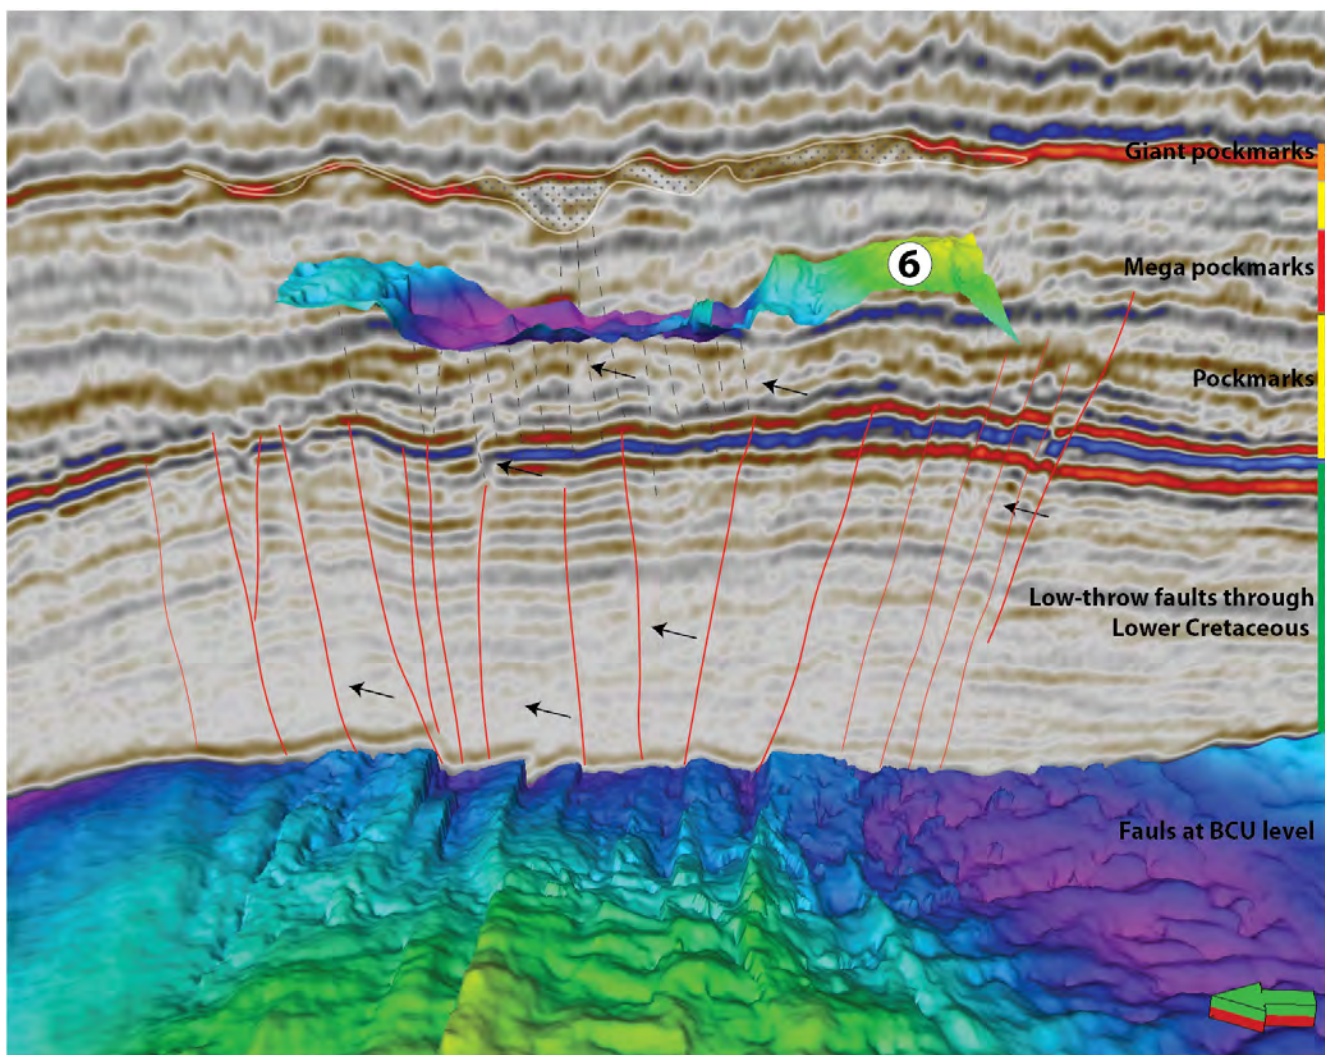 Giant pockmarks
6
Mega pockmarks
Pockmarks
Low-throw faults through
Lower Cretaceous
Fauls at BCU level